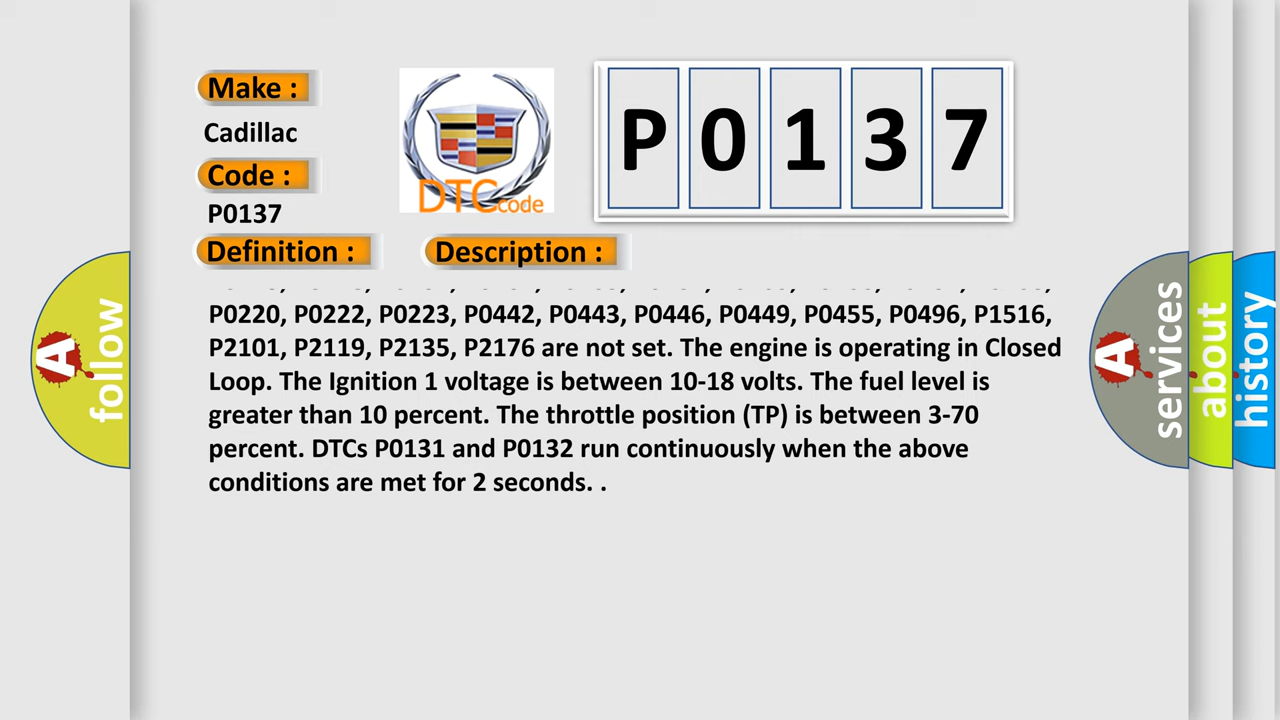 Make :
Cadillac
Code :
P0137
Definition :
Description :
DTCcode
P 0 1 3 7
P0220, P0222, P0223, P0442, P0443, P0446, P0449, P0455, P0496, P1516,
P2101, P2119, P2135, P2176 are not set. The engine is operating in Closed
Loop. The Ignition 1 voltage is between 10-18 volts. The fuel level is
greater than 10 percent. The throttle position (TP) is between 3-70
percent. DTCs P0131 and P0132 run continuously when the above
conditions are met for 2 seconds. .
A follow
A services
about
history